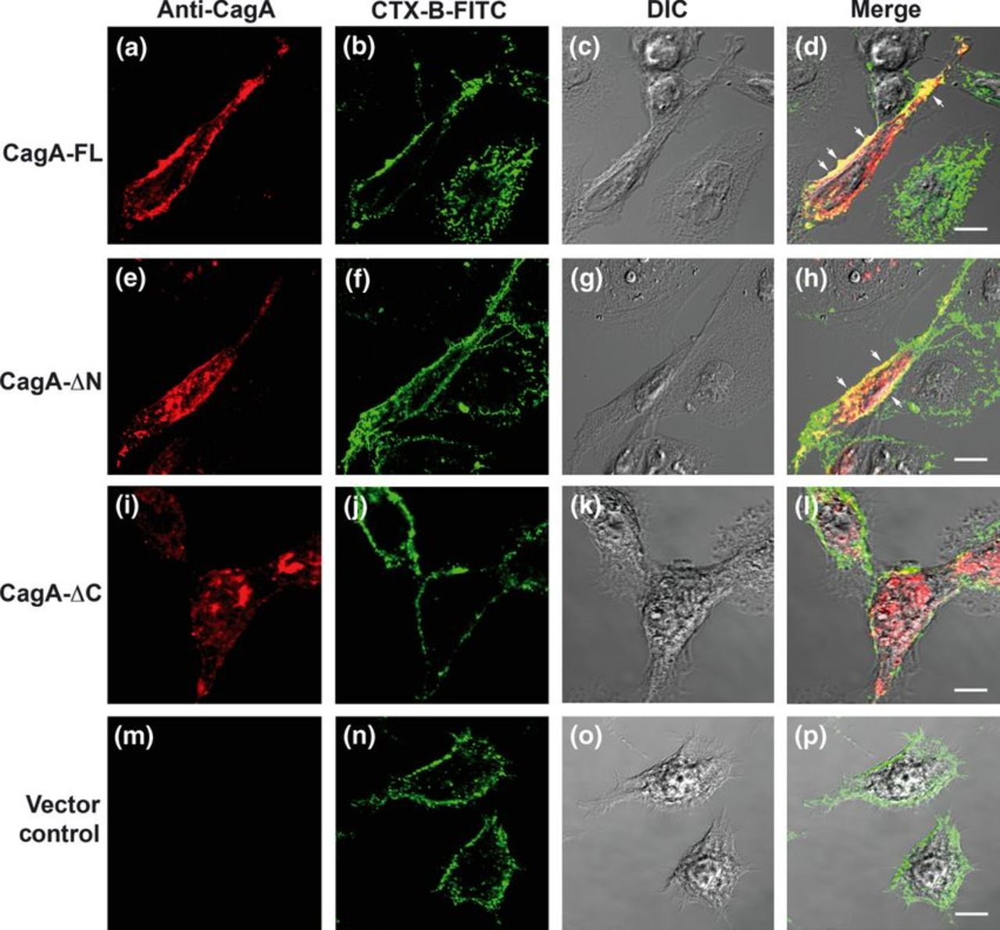 Anti-CagA CTX-B-FITC DIC Merge
(a) (b) (c) (d)
CagA-FL
(e) (f) (g) (h)
CagA-ΔN
(i) (j) (k) (l)
CagA-ΔC
(m) (n) (o) (p)
Vector
control